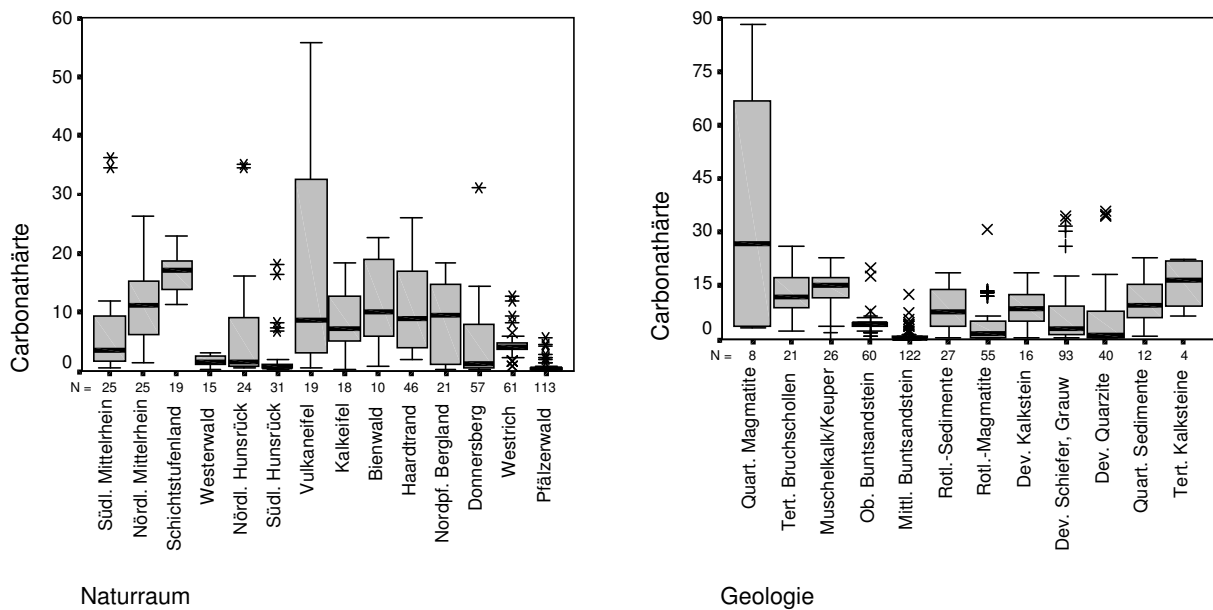 60
50
40
30
20
10
0
Carbonathärte
N = 25 25 19 15 24 31 19 18 10 46 21 57 61 113
Südl. Mittelrhein
Nördl. Mittelrhein
Schichtstufenland
Westerwald
Nördl. Hunsrück
Südl. Hunsrück
Vulkaneifel
Kalkeifel
Bienwald
Haardtrand
Nordpf. Bergland
Donnersberg
Westrich
Pfälzerwald
Naturraum
90
75
60
45
30
15
0
Carbonathärte
N = 8 21 26 60 122 27 55 16 93 40 12 4
Quart. Magmatite
Tert. Bruchschollen
Muschelkalk/Keuper
Ob. Buntsandstein
Mittl. Buntsandstein
Rotl.-Sedimente
Rotl.-Magmatite
Dev. Kalkstein
Dev. Schiefer, Grauw
Dev. Quarzite
Quart. Sedimente
Tert. Kalksteine
Geologie